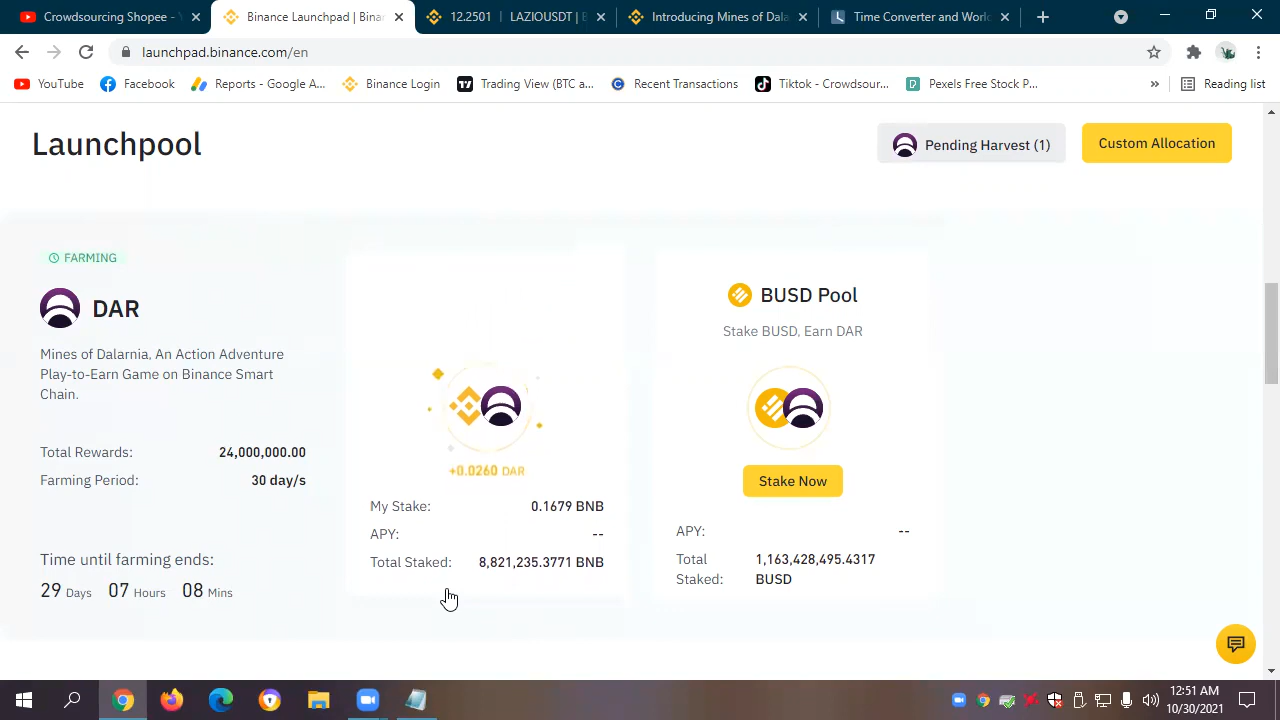 Crowdsourcing Shopee -
Binance Launchpad | Binan
12.2501 | LAZIOUSDT | B
Introducing Mines of Dala
Time Converter and World
launchpad.binance.com/en
YouTube
Facebook
Reports - Google A...
Binance Login
Trading View (BTC a...
Recent Transactions
Tiktok - Crowdsour...
Pexels Free Stock P...
»
Reading list
Launchpool
Pending Harvest (1)
Custom Allocation
FARMING
DAR
Mines of Dalarnia, An Action Adventure
Play-to-Earn Game on Binance Smart
Chain.
Total Rewards: 24,000,000.00
Farming Period: 30 day/s
Time until farming ends:
29 Days 07 Hours 08 Mins
+0.0260 DAR
My Stake: 0.1679 BNB
APY: --
Total Staked: 8,821,235.3771 BNB
BUSD Pool
Stake BUSD, Earn DAR
Stake Now
APY: --
Total 1,163,428,495.4317
Staked: BUSD
12:51 AM
10/30/2021